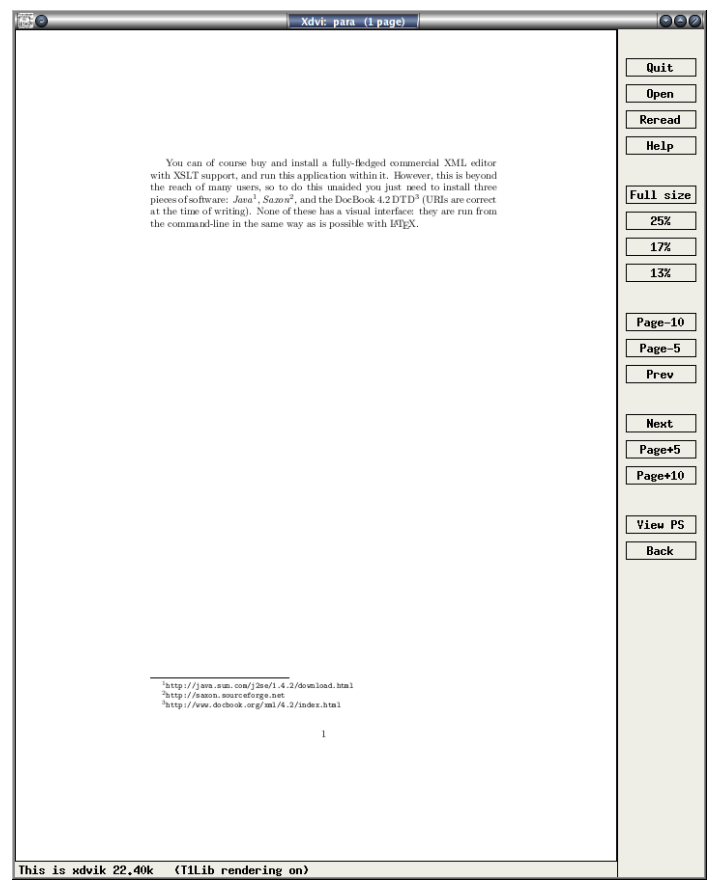 Xdvi: para (1 page)
You can of course buy and install a fully-fledged commercial XML editor
with XSLT support, and run this application within it. However, this is beyond
the reach of many users, so to do this unaided you just need to install three
pieces of software: Java¹, Saxon², and the DocBook 4.2 DTD³ (URIs are correct
at the time of writing). None of these has a visual interface: they are run from
the command-line in the same way as is possible with LATEX.
¹http://java.sun.com/j2se/1.4.2/download.html
²http://saxon.sourceforge.net
³http://www.docbook.org/xml/4.2/index.html
1
Quit
Open
Reread
Help
Full size
25%
17%
13%
Page-10
Page-5
Prev
Next
Page+5
Page+10
View PS
Back
This is xdvik 22.40k (T1Lib rendering on)